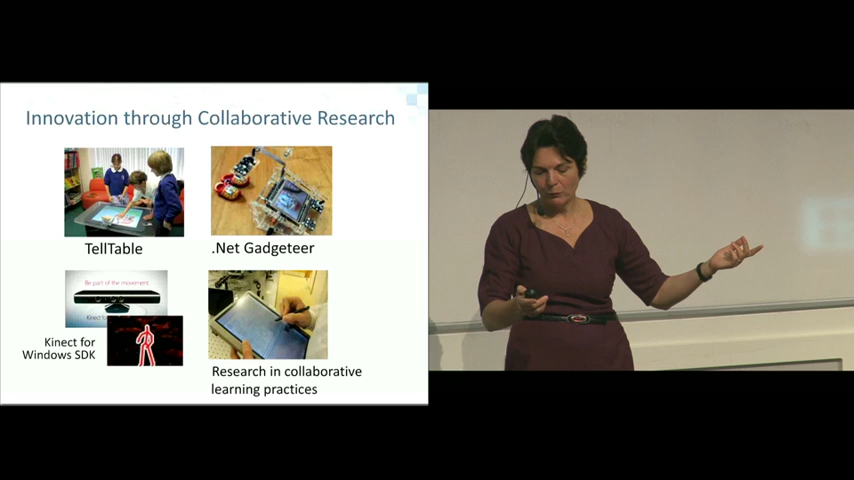 Innovation through Collaborative Research
TellTable
.Net Gadgeteer
Be part of the movement
Kinect for
Windows SDK
Research in collaborative
learning practices